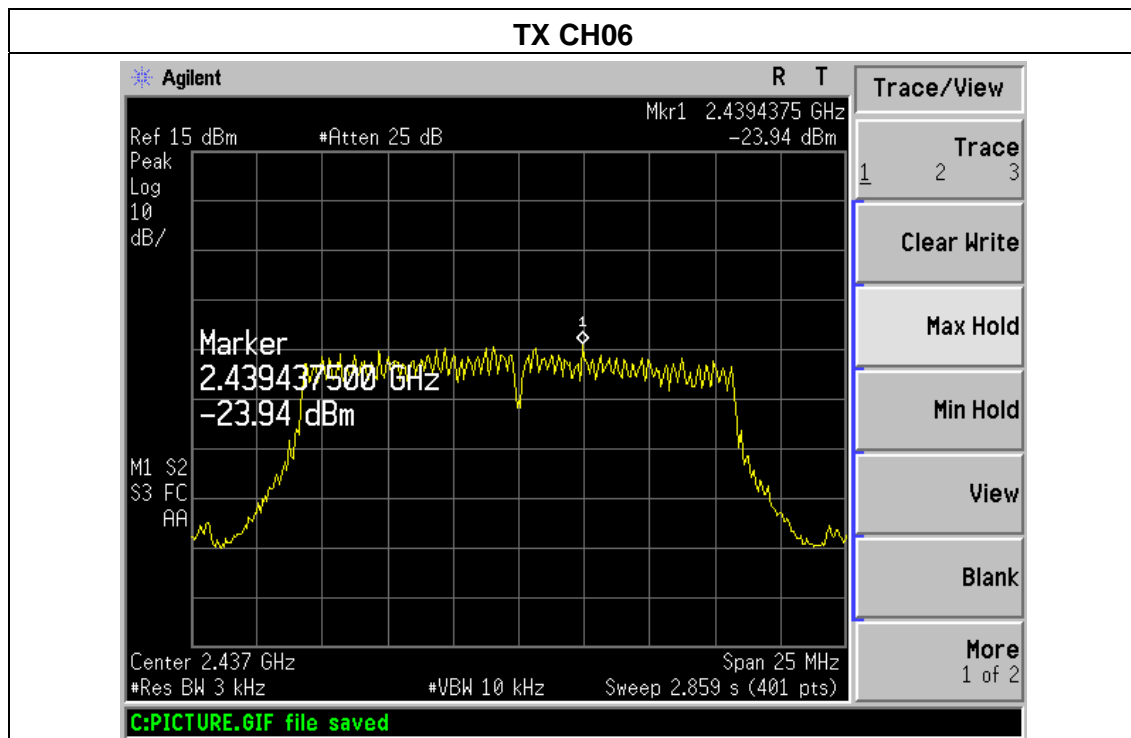 TX CH06
Agilent R T
Mkr1 2.4394375 GHz
Ref 15 dBm #Atten 25 dB -23.94 dBm
Peak
Log
10
dB/
1
Marker
2.439437500 GHz
-23.94 dBm
M1 S2
S3 FC
AA
Center 2.437 GHz Span 25 MHz
#Res BW 3 kHz #VBW 10 kHz Sweep 2.859 s (401 pts)
C:PICTURE.GIF file saved
Trace/View
Trace
1 2 3
Clear Write
Max Hold
Min Hold
View
Blank
More
1 of 2